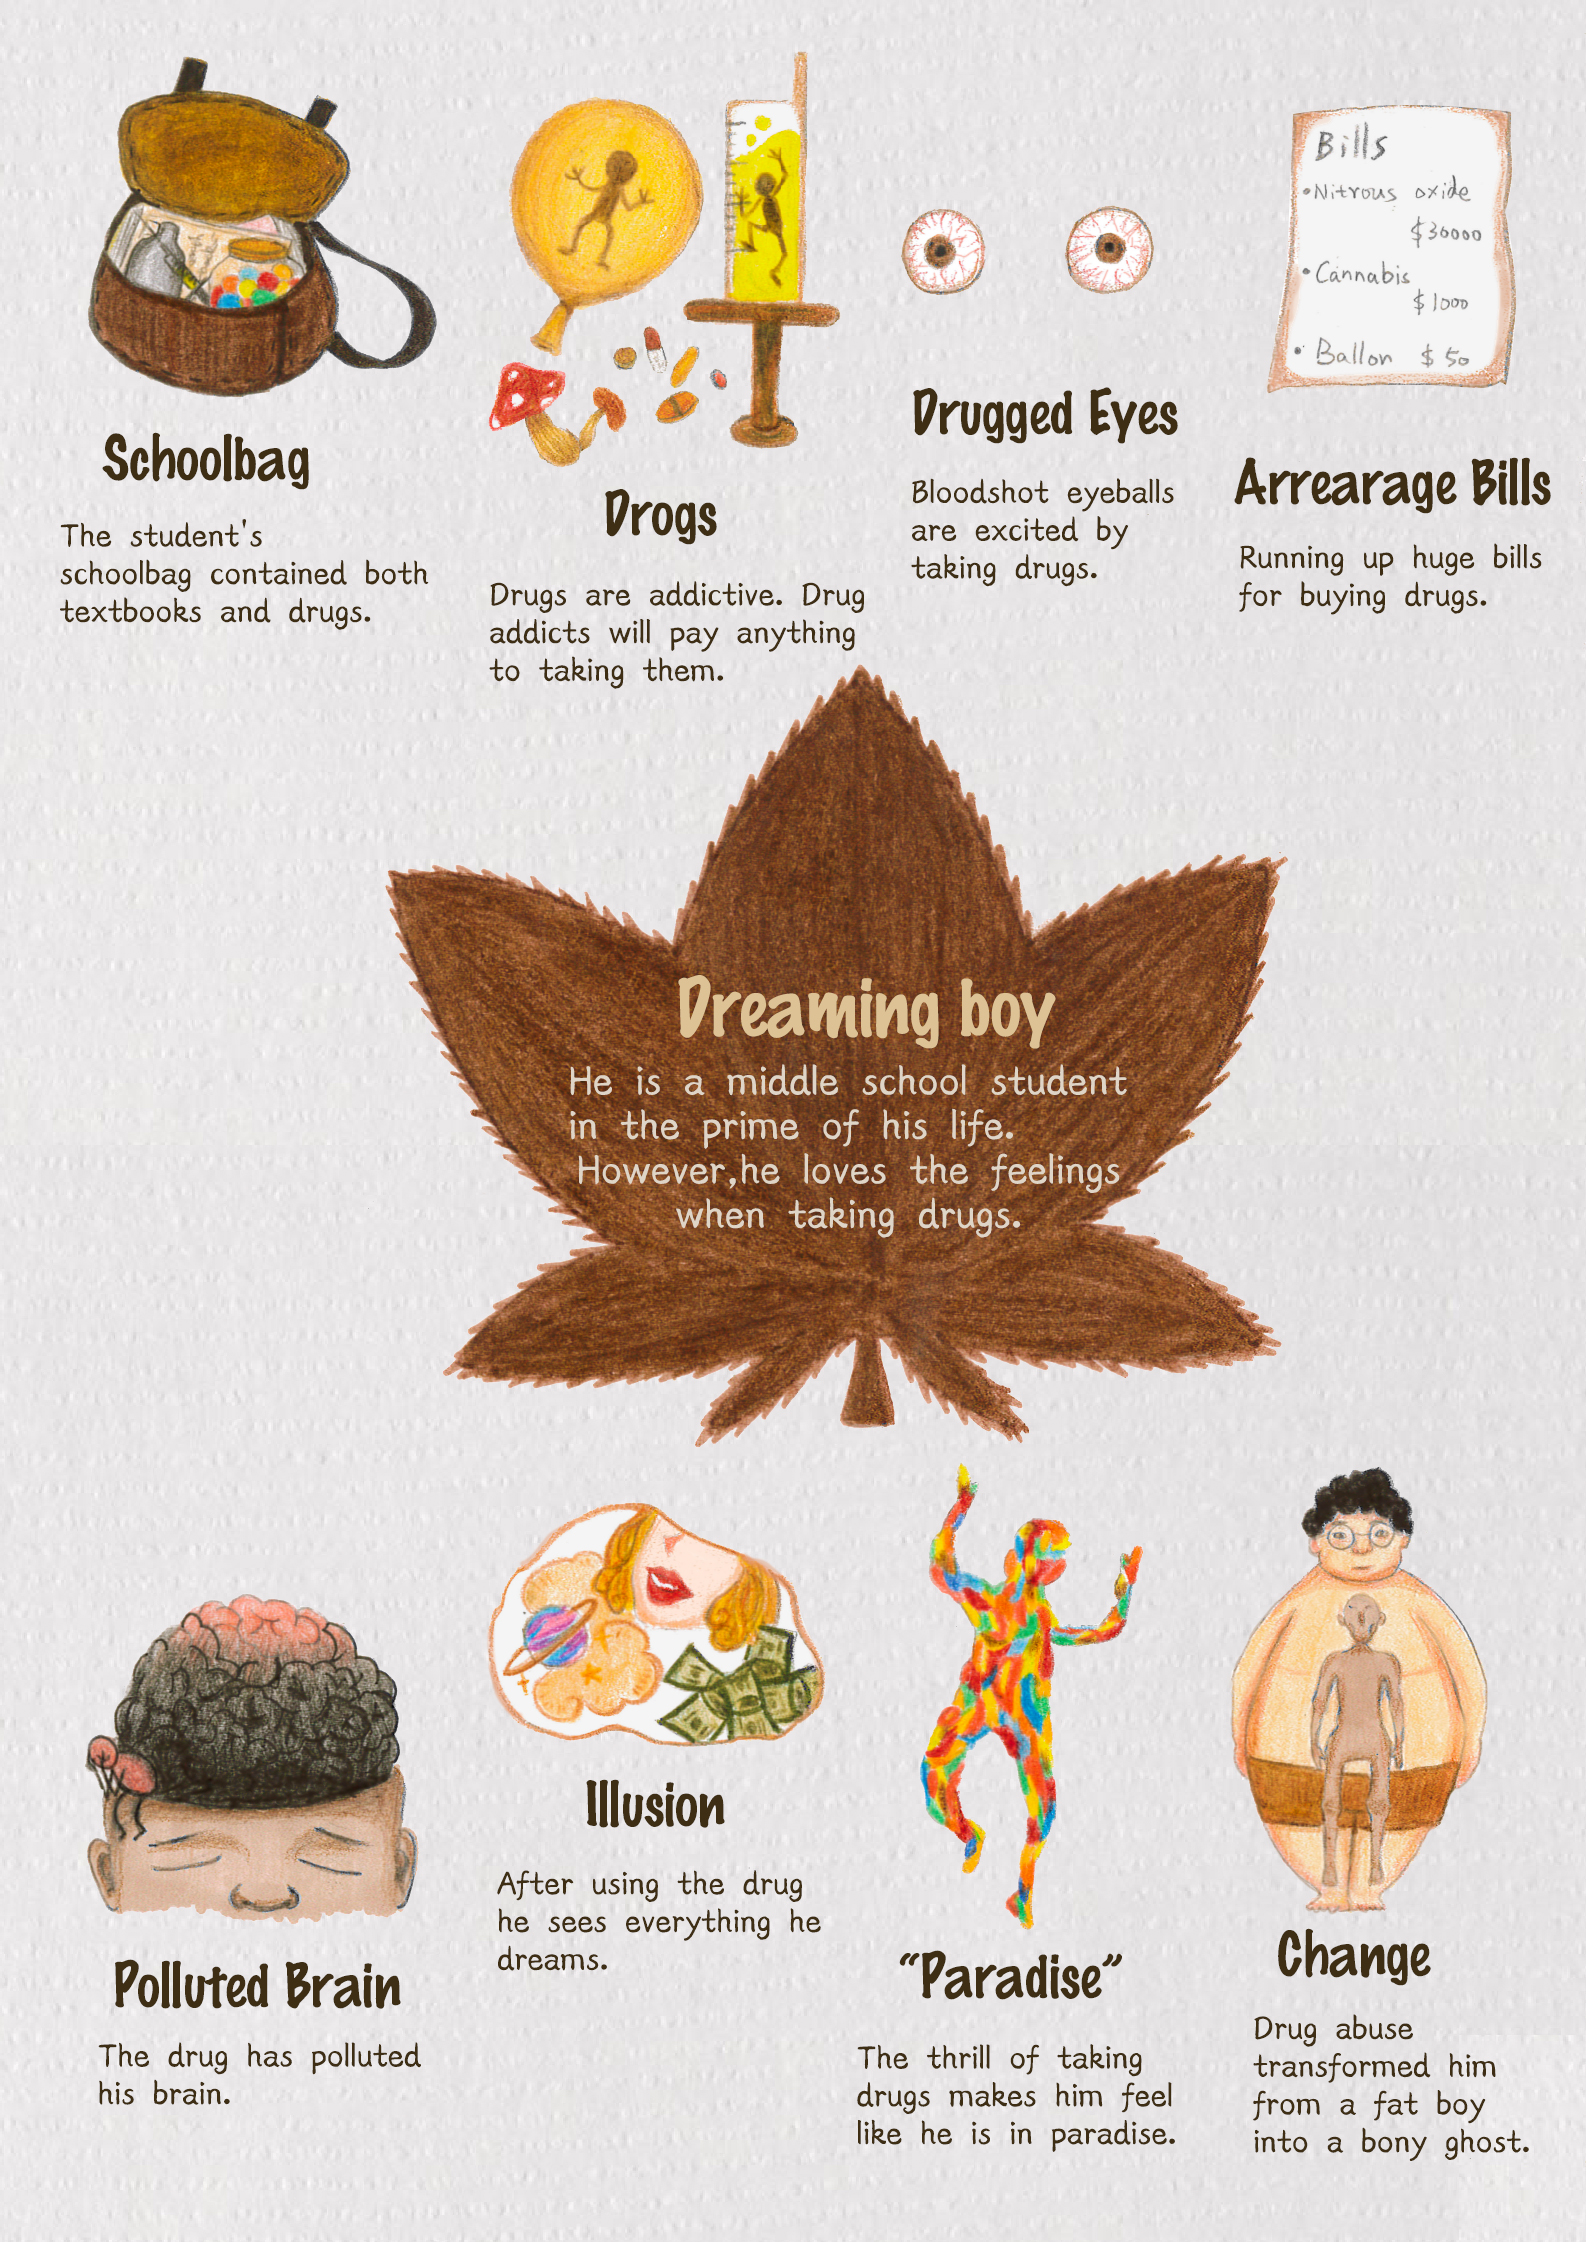 Bills
•Nitrous oxide
$30000
•Cannabis
$1000
•Ballon $50
Schoolbag
The student's
schoolbag contained both
textbooks and drugs.
Drogs
Drugs are addictive. Drug
addicts will pay anything
to taking them.
Drugged Eyes
Bloodshot eyeballs
are excited by
taking drugs.
Arrearage Bills
Running up huge bills
for buying drugs.
Dreaming boy
He is a middle school student
in the prime of his life.
However,he loves the feelings
when taking drugs.
Polluted Brain
The drug has polluted
his brain.
Illusion
After using the drug
he sees everything he
dreams.
“Paradise”
The thrill of taking
drugs makes him feel
like he is in paradise.
Change
Drug abuse
transformed him
from a fat boy
into a bony ghost.